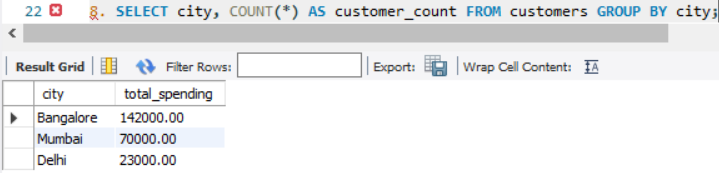 22 8. SELECT city, COUNT(*) AS customer_count FROM customers GROUP BY city;
Result Grid Filter Rows: Export: Wrap Cell Content: IA
city total_spending
Bangalore 142000.00
Mumbai 70000.00
Delhi 23000.00